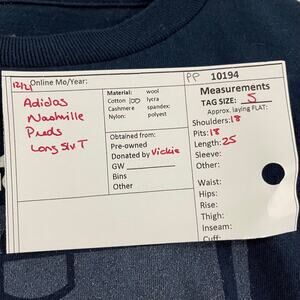 12/21 Online Mo/Year:
Adidas
Nashville
Preds
Long Slv T
Material: wool
Cotton 100 lycra
Cashmere spandex:
Nylon: polyest
Obtained from:
Pre-owned
Donated by Vickie
GW
Bins
Other
PP 10194
Measurements
TAG SIZE: S
Approx. laying FLAT:
Shoulders: 18
Pits: 18
Length: 25
Sleeve:
Other:
Waist:
Hips:
Rise:
Thigh:
Inseam:
Cuff: